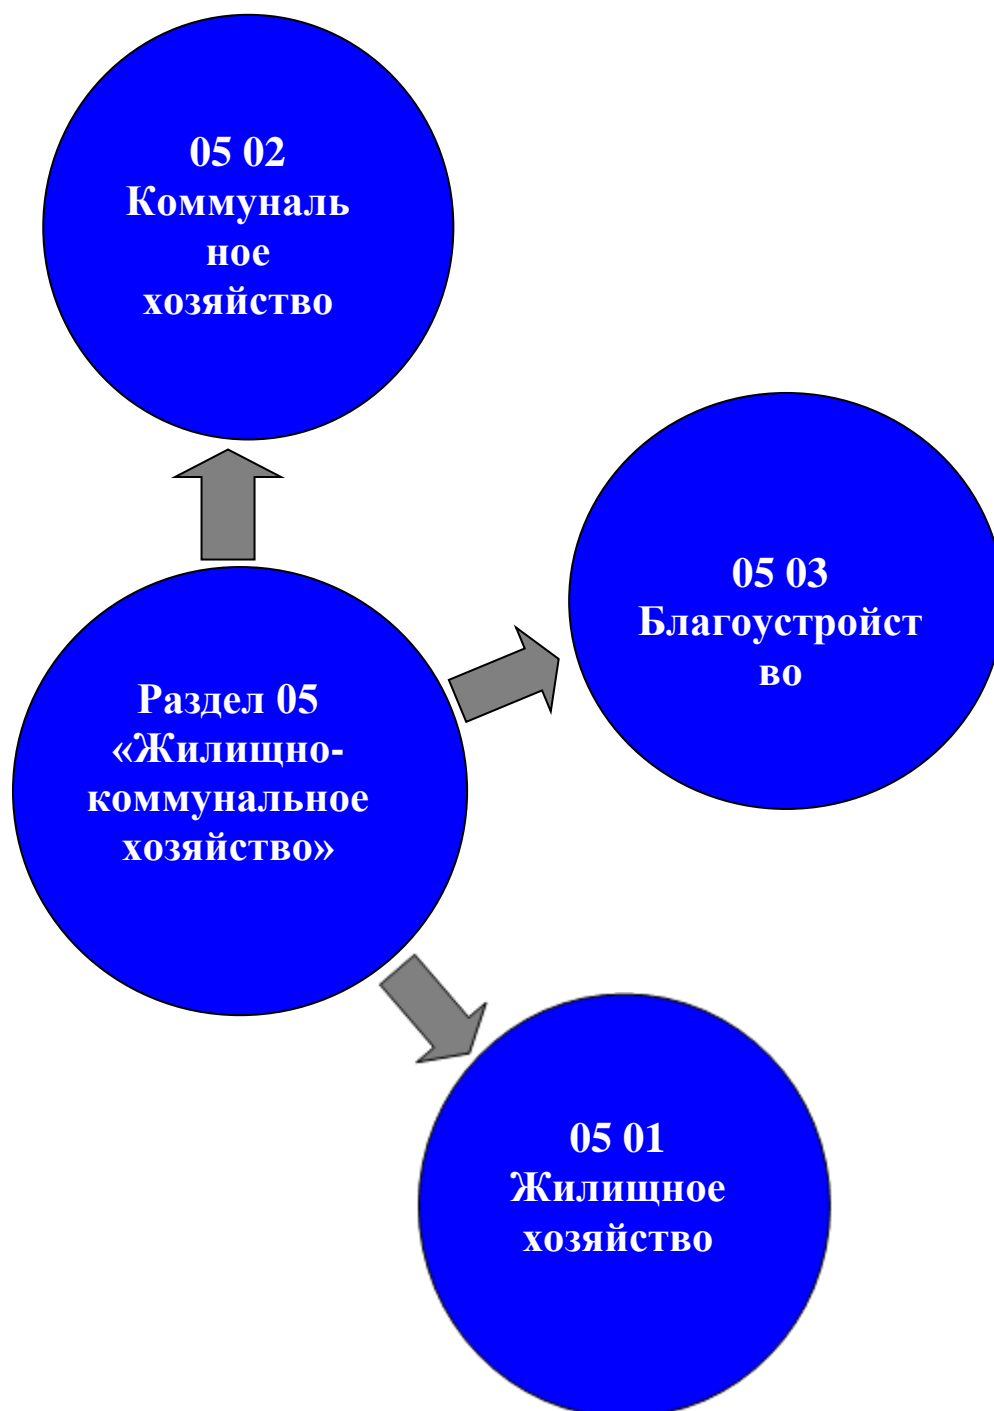 05 02
Коммуналь
ное
хозяйство
05 03
Благоустройст
во
Раздел 05
«Жилищно-
коммунальное
хозяйство»
05 01
Жилищное
хозяйство